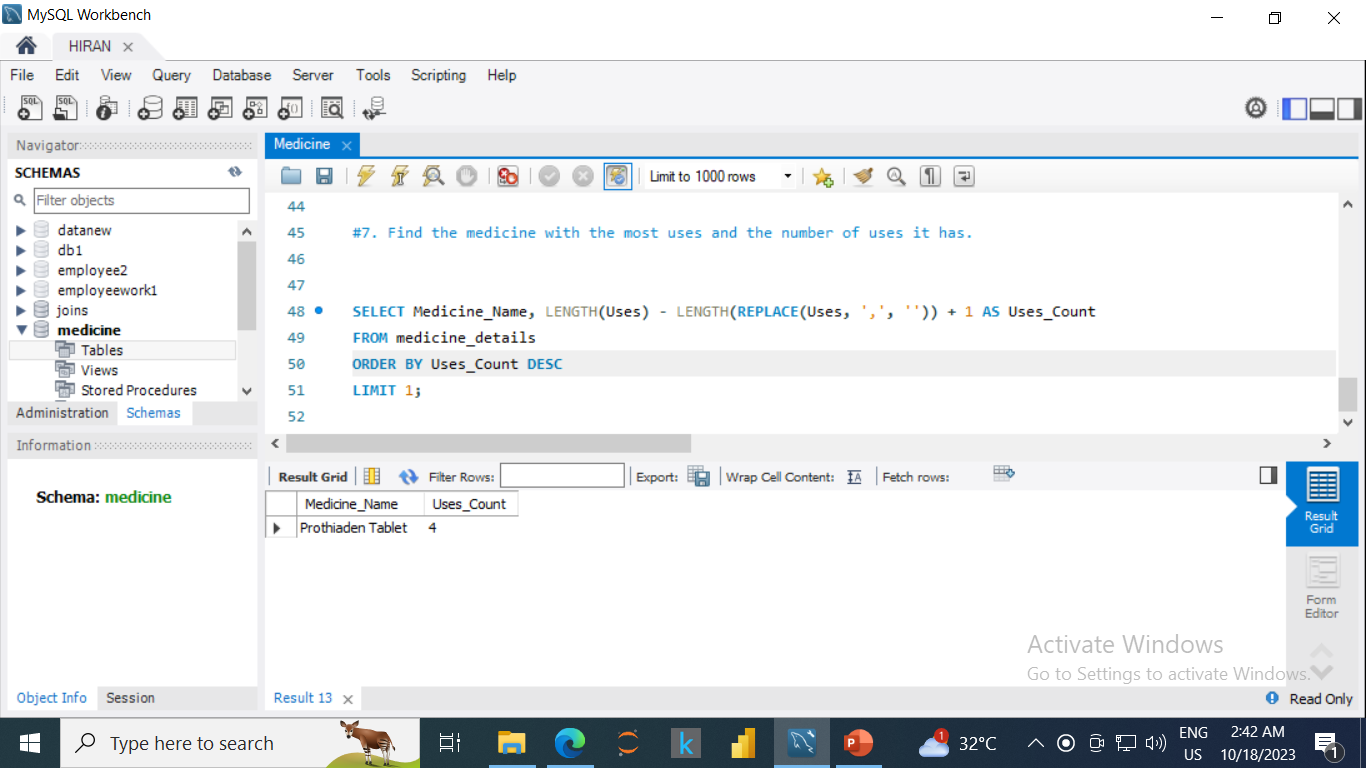 MySQL Workbench
HIRAN
File Edit View Query Database Server Tools Scripting Help
SQL SQL
Navigator
SCHEMAS
Filter objects
datanew
db1
employee2
employeework1
joins
medicine
Tables
Views
Stored Procedures
Administration Schemas
Information
Schema: medicine
Object Info Session
Medicine
Limit to 1000 rows
44
45 #7. Find the medicine with the most uses and the number of uses it has.
46
47
48 SELECT Medicine_Name, LENGTH(Uses) - LENGTH(REPLACE(Uses, ',', '')) + 1 AS Uses_Count
49 FROM medicine_details
50 ORDER BY Uses_Count DESC
51 LIMIT 1;
52
Result Grid Filter Rows: Export: Wrap Cell Content: IA Fetch rows:
Medicine_Name Uses_Count
Prothiaden Tablet 4
Result Grid
Form Editor
Activate Windows
Go to Settings to activate Windows.
Result 13
Read Only
Type here to search
k
P
1
32°C
ENG
US
2:42 AM
10/18/2023
1